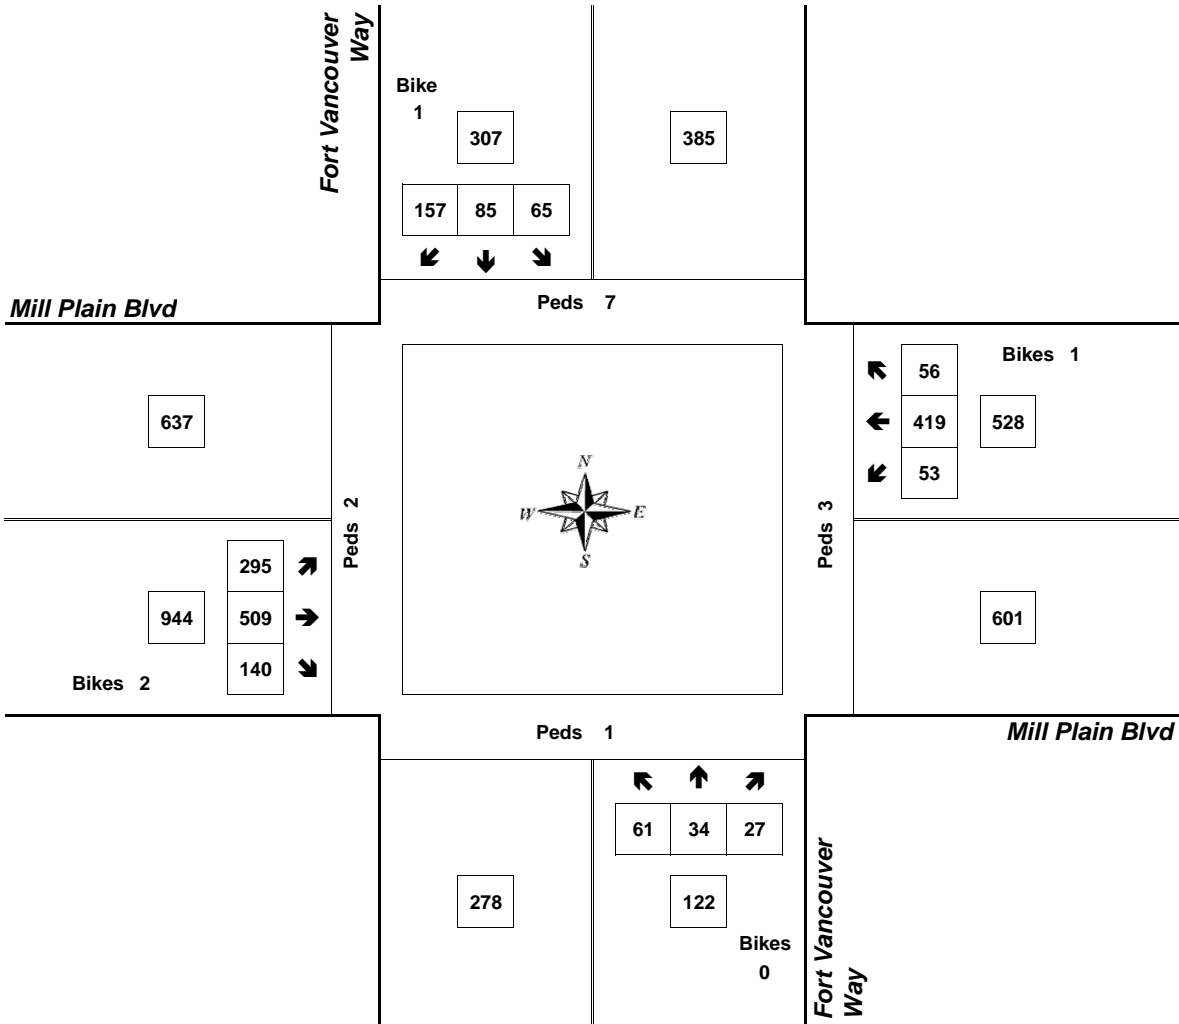 Fort Vancouver
Way
Bike
1
307
385
157 85 65
Peds 7
Mill Plain Blvd
56
Bikes 1
637
419
528
53
N
W E
S
Peds 2
Peds 3
295
944
509
601
140
Bikes 2
Peds 1
Mill Plain Blvd
61 34 27
278
122
Bikes
0
Fort Vancouver
Way